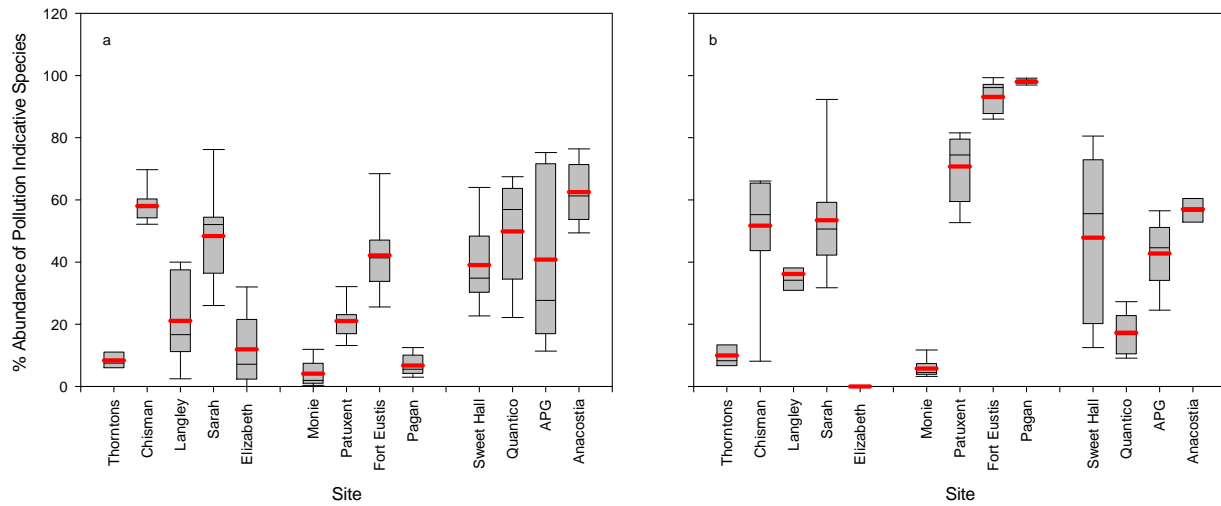 % Abundance of Pollution Indicative Species
120
100
80
60
40
20
0
a
Thorntons
Chisman
Langley
Sarah
Elizabeth
Monie
Patuxent
Fort Eustis
Pagan
Sweet Hall
Quantico
APG
Anacostia
Site
b
Thorntons
Chisman
Langley
Sarah
Elizabeth
Monie
Patuxent
Fort Eustis
Pagan
Sweet Hall
Quantico
APG
Anacostia
Site